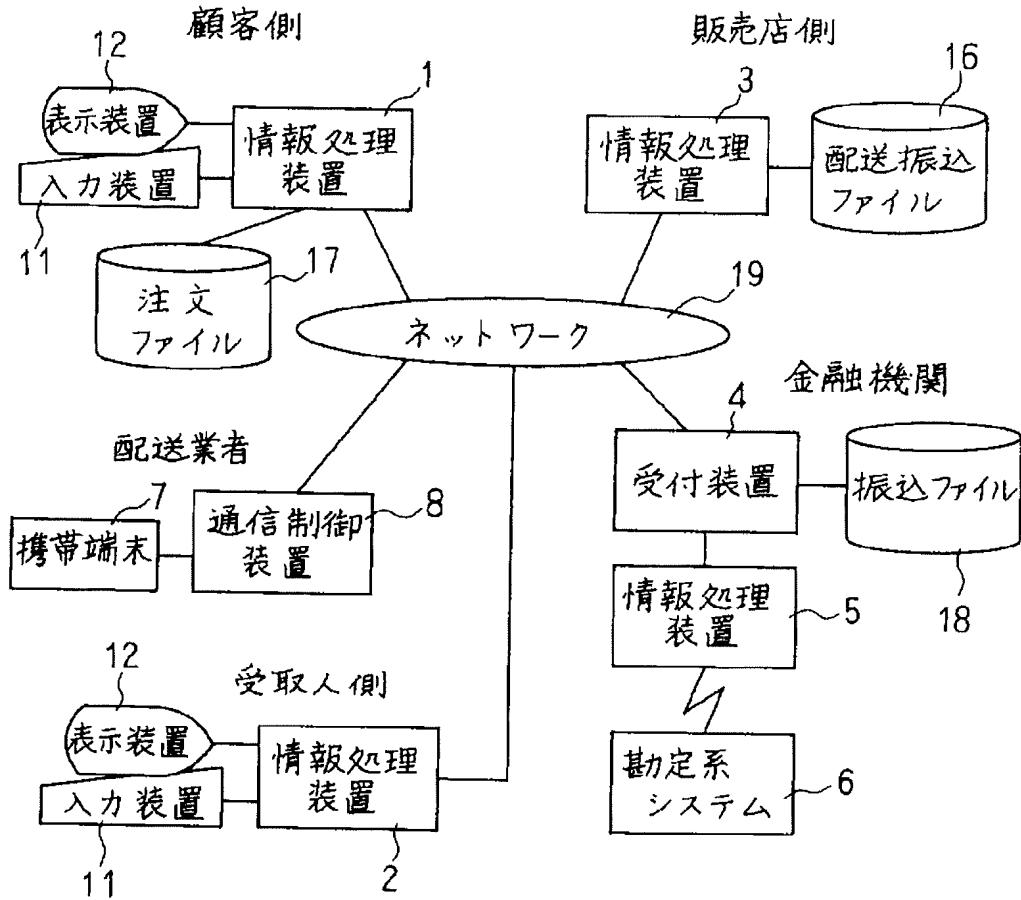 顧客側
12
表示装置
入力装置
11
1
情報処理
装置
17
注文
ファイル
販売店側
3
情報処理
装置
16
配送振込
ファイル
19
ネットワーク
配送業者
7
携帯端末
8
通信制御
装置
金融機関
4
受付装置
振込ファイル
18
情報処理
装置
5
勘定系
システム
6
受取人側
12
表示装置
入力装置
11
情報処理
装置
2